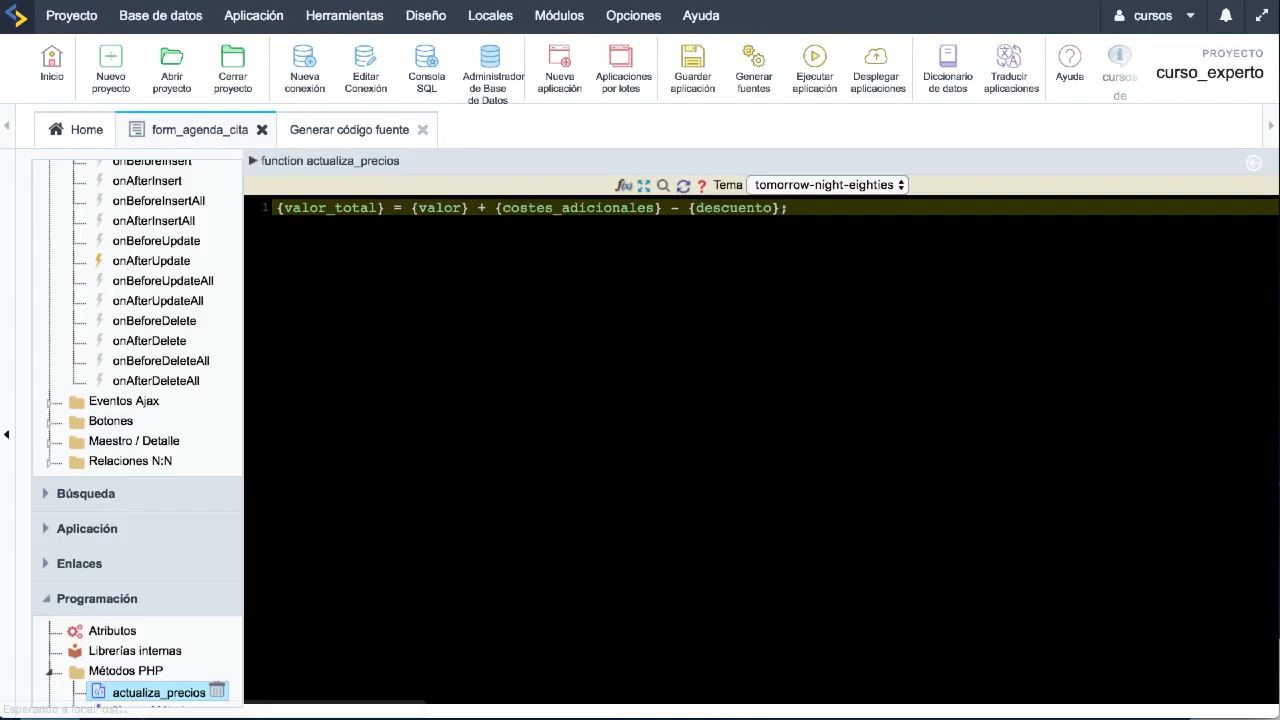 Proyecto Base de datos Aplicación Herramientas Diseño Locales Módulos Opciones Ayuda cursos
Inicio
Nuevo proyecto
Abrir proyecto
Cerrar proyecto
Nueva conexión
Editar Conexión
Consola SQL
Administrador de Base de Datos
Nueva aplicación
Aplicaciones por lotes
Guardar aplicación
Generar fuentes
Ejecutar aplicación
Desplegar aplicaciones
Diccionario de datos
Traducir aplicaciones
Ayuda
cursos de
PROYECTO
curso_experto
Home form_agenda_cita Generar código fuente
onBeforeInsert
onAfterInsert
onBeforeInsertAll
onAfterInsertAll
onBeforeUpdate
onAfterUpdate
onBeforeUpdateAll
onAfterUpdateAll
onBeforeDelete
onAfterDelete
onBeforeDeleteAll
onAfterDeleteAll
Eventos Ajax
Botones
Maestro / Detalle
Relaciones N:N
Búsqueda
Aplicación
Enlaces
Programación
Atributos
Librerías internas
Métodos PHP
actualiza_precios
function actualiza_precios
f(x) ? Tema tomorrow-night-eighties
1 {valor_total} = {valor} + {costes_adicionales} - {descuento};